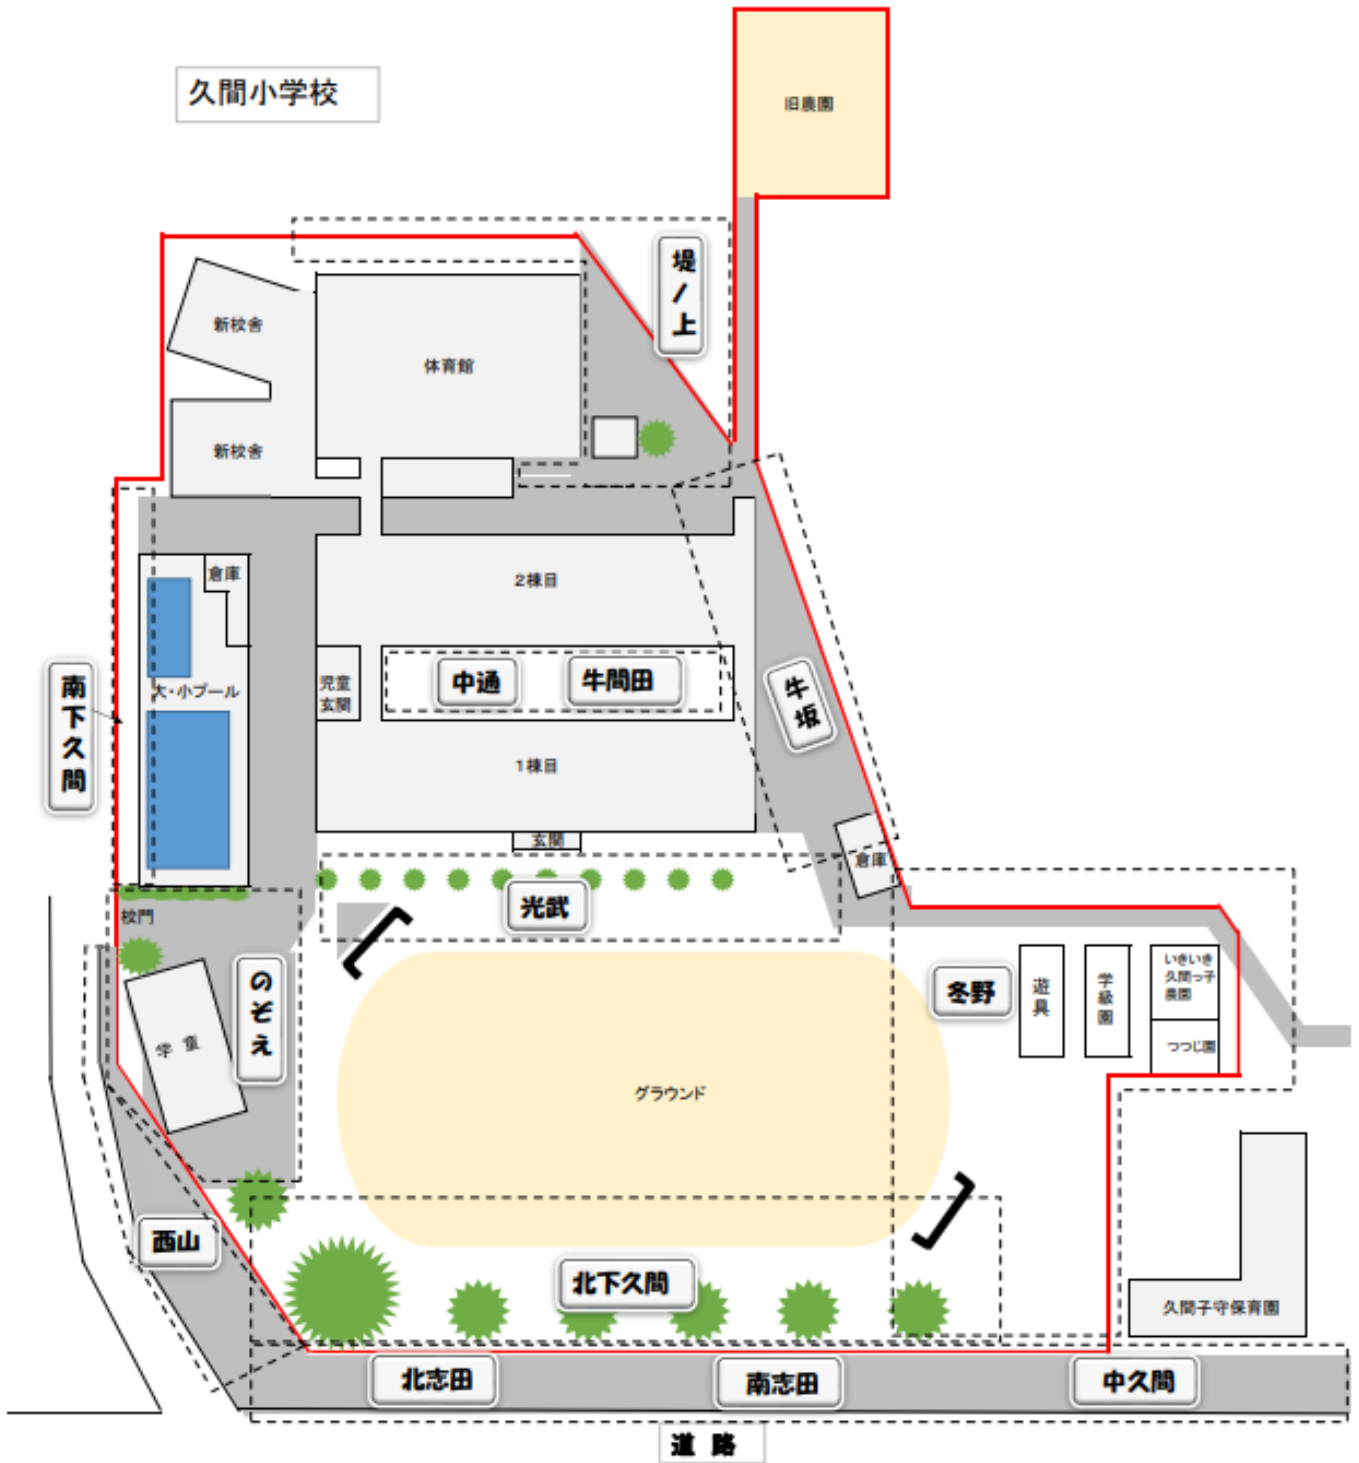 久間小学校
旧農園
堤ノ上
新校舎
体育館
新校舎
倉庫
2棟目
大・小プール
南下久間
児童
玄関
中通
牛間田
牛坂
1棟目
玄関
倉庫
光武
校門
のぞえ
冬野
遊具
学級園
いきいき
久間っ子
農園
つつじ園
学童
グラウンド
西山
北下久間
久間子守保育園
北志田
南志田
中久間
道路